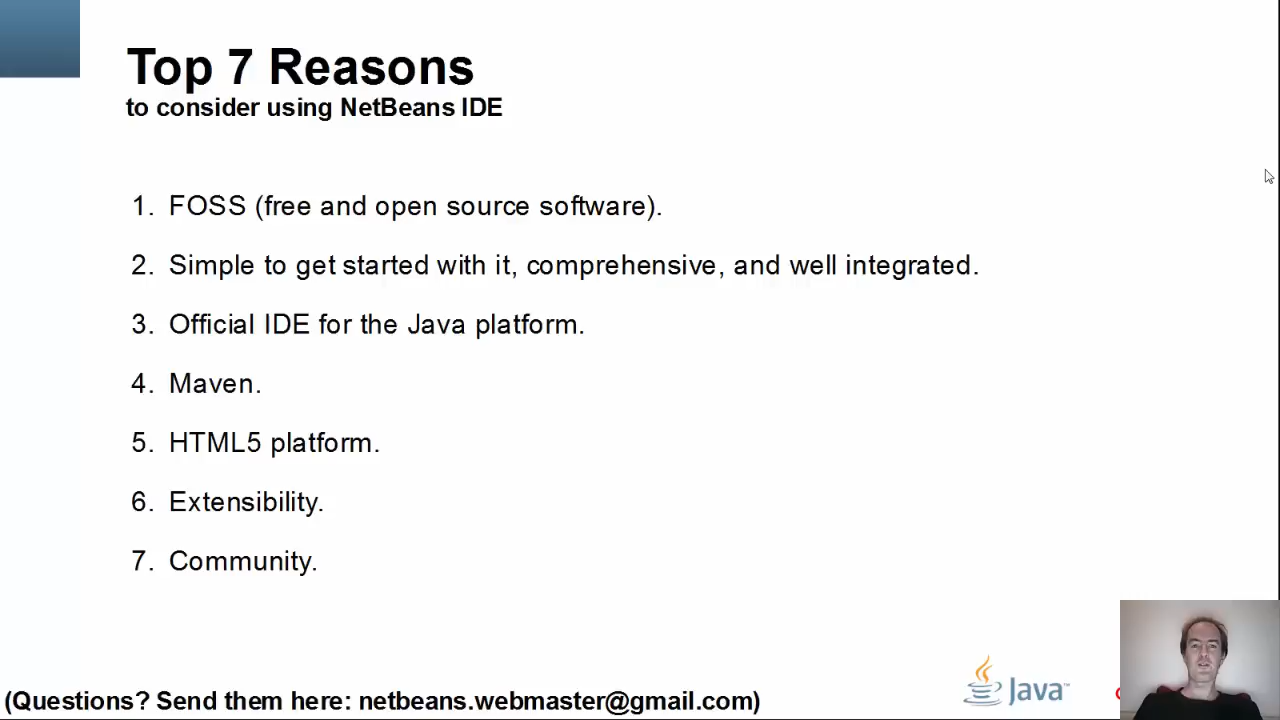 Top 7 Reasons
to consider using NetBeans IDE
1. FOSS (free and open source software).
2. Simple to get started with it, comprehensive, and well integrated.
3. Official IDE for the Java platform.
4. Maven.
5. HTML5 platform.
6. Extensibility.
7. Community.
(Questions? Send them here: netbeans.webmaster@gmail.com)
Java™